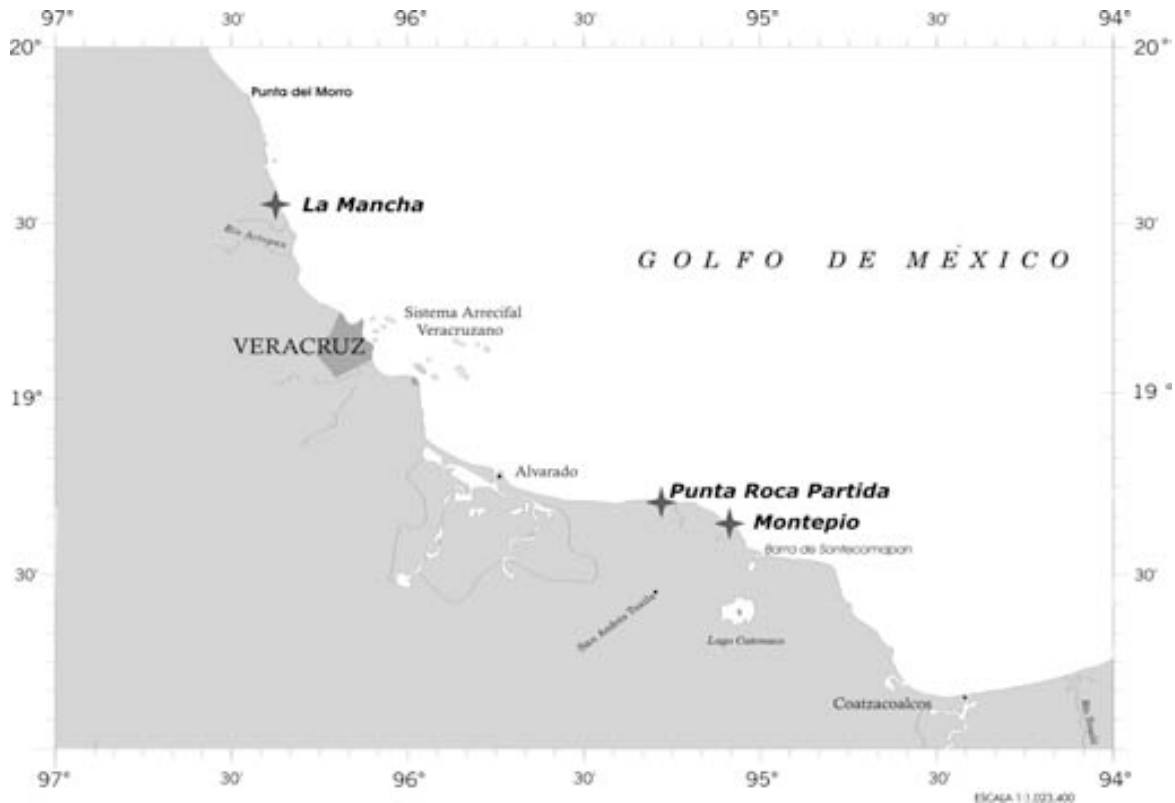 97°
30'
96°
30'
95°
30'
94°
20°
20°
Punta del Morro
La Mancha
30'
30'
Rio Actopan
GOLFO DE MÉXICO
Sistema Arrecifal
Veracruzano
VERACRUZ
19°
19°
Alvarado
Punta Roca Partida
Montepio
Barra de Sontecomapan
30'
30'
San Andrés Tuxtla
Lago Catemaco
Coatzacoalcos
97°
30'
96°
30'
95°
30'
94°
ESCALA 1:1,023,400